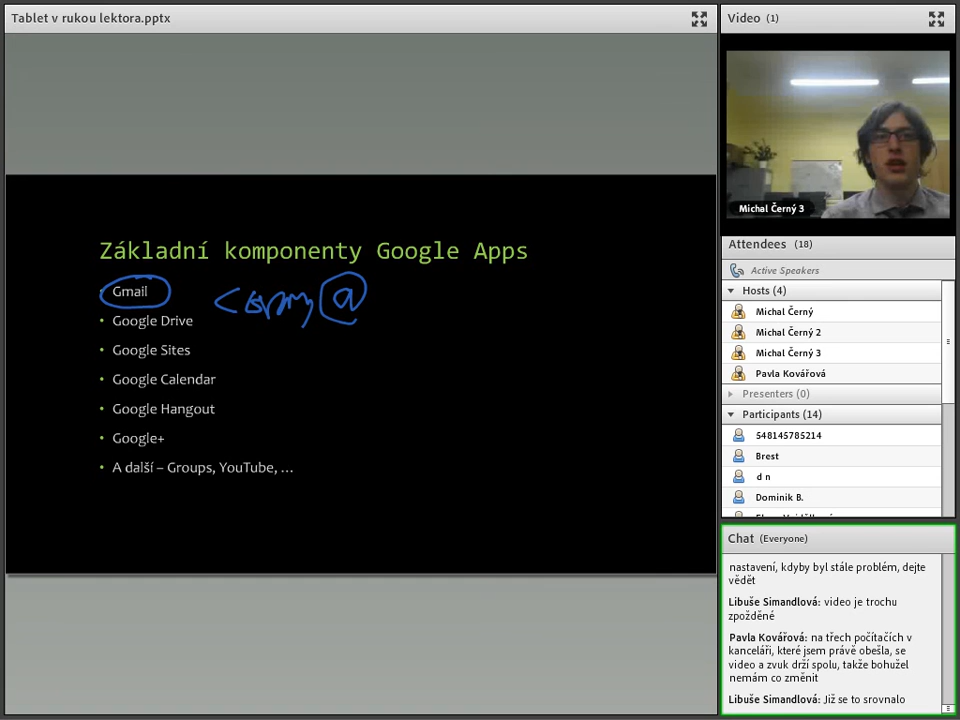 Tablet v rukou lektora.pptx
Základní komponenty Google Apps
• Gmail
@
• Google Drive
• Google Sites
• Google Calendar
• Google Hangout
• Google+
• A další – Groups, YouTube, ...
Video (1)
Michal Černý 3
Attendees (18)
Active Speakers
Hosts (4)
Michal Černý
Michal Černý 2
Michal Černý 3
Pavla Kovářová
Presenters (0)
Participants (14)
548145785214
Brest
d n
Dominik B.
Chat (Everyone)
nastavení, kdyby byl stále problém, dejte
vědět
Libuše Simandlová: video je trochu
zpožděné
Pavla Kovářová: na třech počítačích v
kanceláři, které jsem právě obešla, se
video a zvuk drží spolu, takže bohužel
nemám co změnit
Libuše Simandlová: Již se to srovnalo